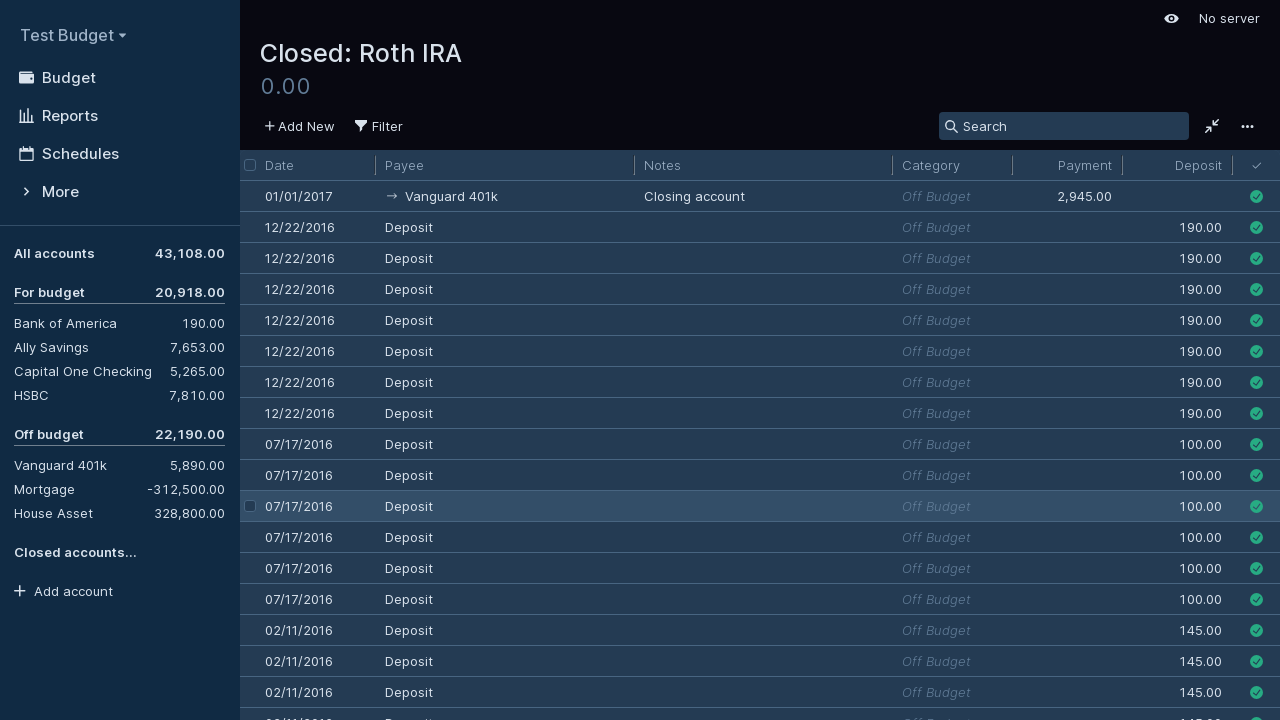 Test Budget
Budget
Reports
Schedules
More
All accounts 43,108.00
For budget 20,918.00
Bank of America 190.00
Ally Savings 7,653.00
Capital One Checking 5,265.00
HSBC 7,810.00
Off budget 22,190.00
Vanguard 401k 5,890.00
Mortgage -312,500.00
House Asset 328,800.00
Closed accounts...
Add account
No server
Closed: Roth IRA
0.00
Add New Filter Search
Date Payee Notes Category Payment Deposit
01/01/2017 → Vanguard 401k Closing account Off Budget 2,945.00
12/22/2016 Deposit Off Budget 190.00
12/22/2016 Deposit Off Budget 190.00
12/22/2016 Deposit Off Budget 190.00
12/22/2016 Deposit Off Budget 190.00
12/22/2016 Deposit Off Budget 190.00
12/22/2016 Deposit Off Budget 190.00
12/22/2016 Deposit Off Budget 190.00
07/17/2016 Deposit Off Budget 100.00
07/17/2016 Deposit Off Budget 100.00
07/17/2016 Deposit Off Budget 100.00
07/17/2016 Deposit Off Budget 100.00
07/17/2016 Deposit Off Budget 100.00
07/17/2016 Deposit Off Budget 100.00
02/11/2016 Deposit Off Budget 145.00
02/11/2016 Deposit Off Budget 145.00
02/11/2016 Deposit Off Budget 145.00